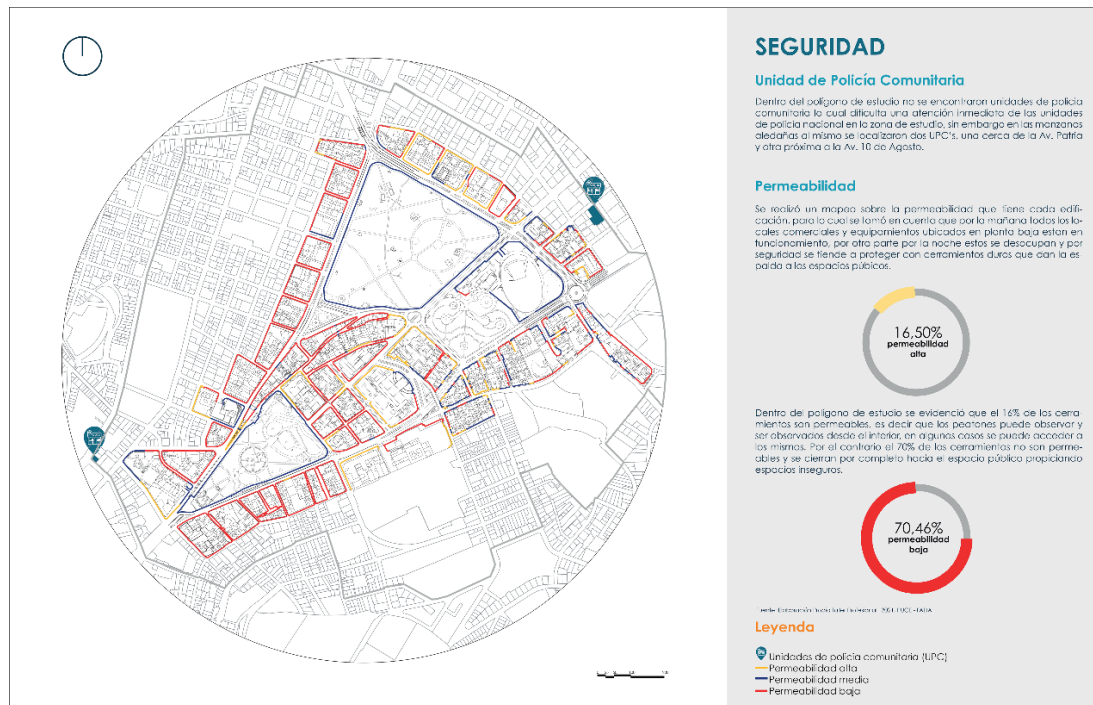 SEGURIDAD
Unidad de Policía Comunitaria
Dentro del polígono de estudio no se encontraron unidades de policía
comunitaria lo cual dificulta una atención inmediata de las unidades
de policía nacional en la zona de estudio, sin embargo en las manzanas
aledañas al mismo se localizaron dos UPC's, una cerca de la Av. Patria
y otra próxima a la Av. 10 de Agosto.
Permeabilidad
Se realizó un mapeo sobre la permeabilidad que tiene cada edifi-
cación, para lo cual se tomó en cuenta que por la mañana todos los lo-
cales comerciales y equipamientos ubicados en planta baja estan en
funcionamiento, por otra parte por la noche estos se desocupan y por
seguridad se tiende a proteger con cerramientos duros que dan la es-
palda a los espacios púbicos.
16,50%
permeabilidad
alta
Dentro del polígono de estudio se evidenció que el 16% de los cerra-
mientos son permeables, es decir que los peatones puede observar y
ser observados desde el interior, en algunos casos se puede acceder a
los mismos. Por el contrario el 70% de los cerramientos no son perme-
ables y se cierran por completo hacia el espacio público propiciando
espacios inseguros.
70,46%
permeabilidad
baja
Leyenda
Unidades de policía comunitaria (UPC)
Permeabilidad alta
Permeabilidad media
Permeabilidad baja